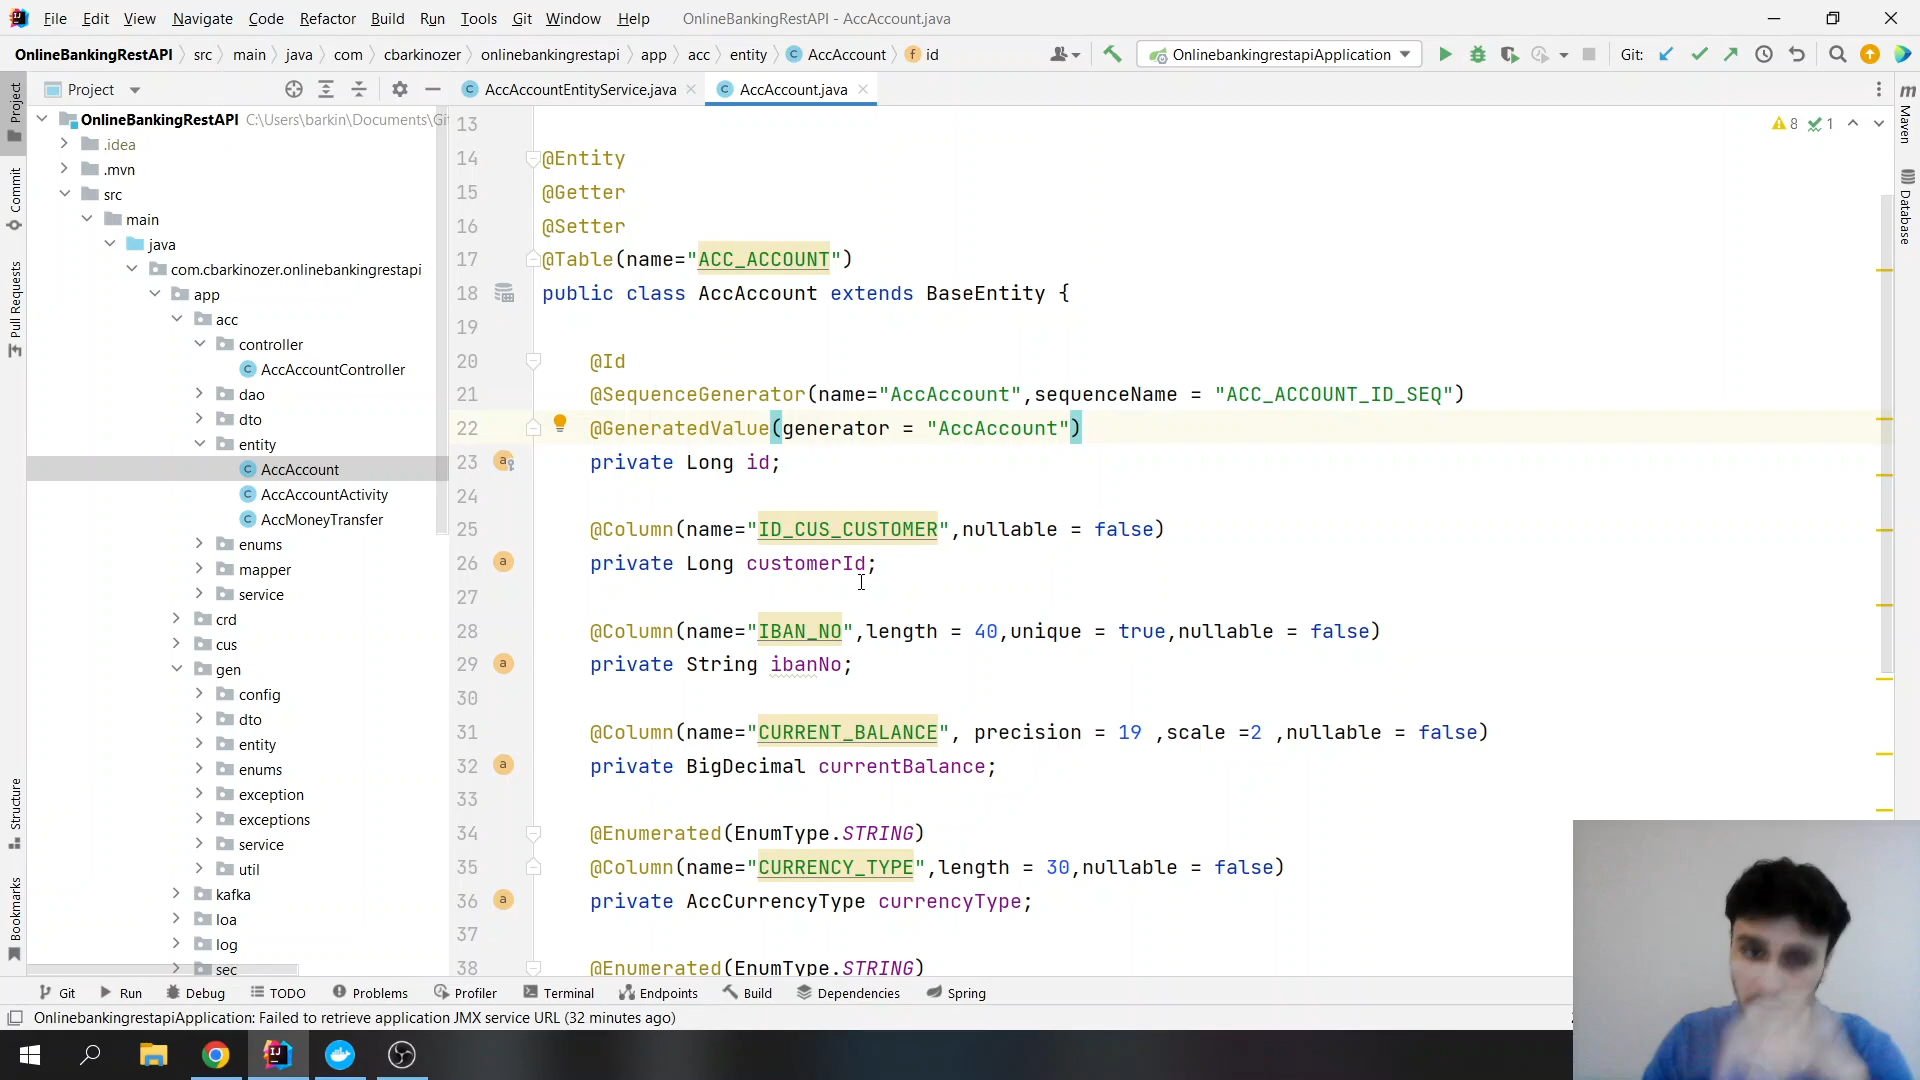 File Edit View Navigate Code Refactor Build Run Tools Git Window Help OnlineBankingRestAPI - AccAccount.java
OnlineBankingRestAPI src main java com cbarkinozer onlinebankingrestapi app acc entity AccAccount id OnlinebankingrestapiApplication Git:
Project AccAccountEntityService.java AccAccount.java
Project
Commit
Pull Requests
Structure
Bookmarks
OnlineBankingRestAPI C:\Users\barkin\Documents\Gi
.idea
.mvn
src
main
java
com.cbarkinozer.onlinebankingrestapi
app
acc
controller
AccAccountController
dao
dto
entity
AccAccount
AccAccountActivity
AccMoneyTransfer
enums
mapper
service
crd
cus
gen
config
dto
entity
enums
exception
exceptions
service
util
kafka
loa
log
sec
8 1
13
14 @Entity
15 @Getter
16 @Setter
17 @Table(name="ACC_ACCOUNT")
18 public class AccAccount extends BaseEntity {
19
20 @Id
21 @SequenceGenerator(name="AccAccount",sequenceName = "ACC_ACCOUNT_ID_SEQ")
22 @GeneratedValue(generator = "AccAccount")
23 private Long id;
24
25 @Column(name="ID_CUS_CUSTOMER",nullable = false)
26 private Long customerId;
27
28 @Column(name="IBAN_NO",length = 40,unique = true,nullable = false)
29 private String ibanNo;
30
31 @Column(name="CURRENT_BALANCE", precision = 19 ,scale =2 ,nullable = false)
32 private BigDecimal currentBalance;
33
34 @Enumerated(EnumType.STRING)
35 @Column(name="CURRENCY_TYPE",length = 30,nullable = false)
36 private AccCurrencyType currencyType;
37
38 @Enumerated(EnumType.STRING)
Maven
Database
Git Run Debug TODO Problems Profiler Terminal Endpoints Build Dependencies Spring
OnlinebankingrestapiApplication: Failed to retrieve application JMX service URL (32 minutes ago)